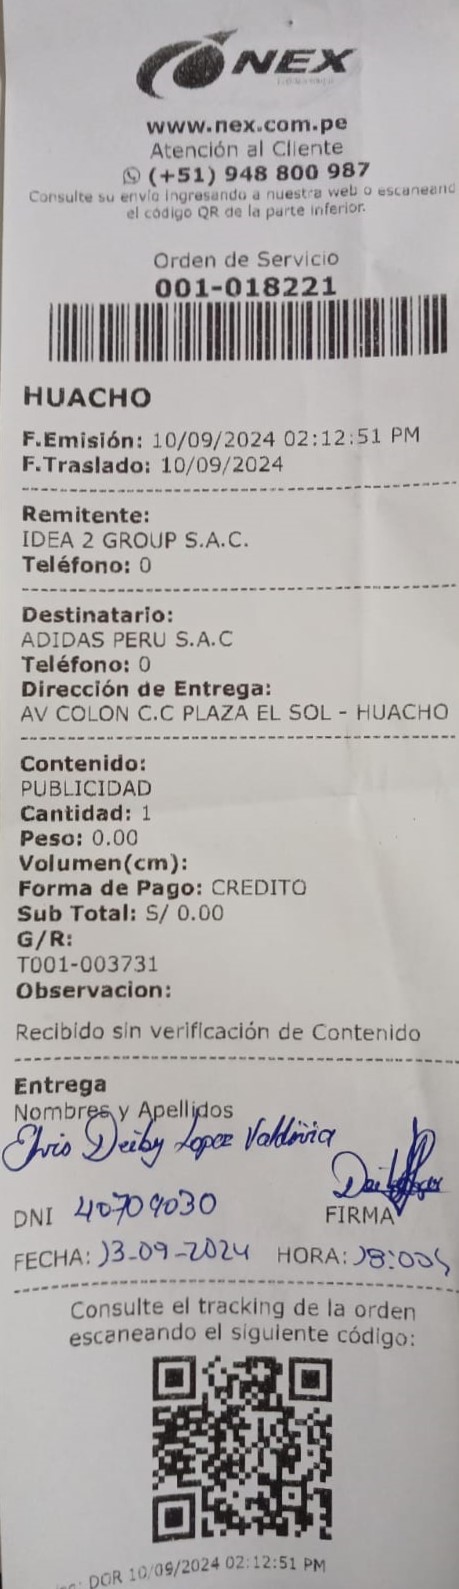 NEX
www.nex.com.pe
Atención al Cliente
(+51) 948 800 987
Consulte su envío ingresando a nuestra web o escaneand
el código QR de la parte inferior.
Orden de Servicio
001-018221
HUACHO
F.Emisión: 10/09/2024 02:12:51 PM
F.Traslado: 10/09/2024
Remitente:
IDEA 2 GROUP S.A.C.
Teléfono: 0
Destinatario:
ADIDAS PERU S.A.C
Teléfono: 0
Dirección de Entrega:
AV COLON C.C PLAZA EL SOL - HUACHO
Contenido:
PUBLICIDAD
Cantidad: 1
Peso: 0.00
Volumen(cm):
Forma de Pago: CREDITO
Sub Total: S/ 0.00
G/R:
T001-003731
Observacion:
Recibido sin verificación de Contenido
Entrega
Nombres y Apellidos
Elvis Deiby Lopez Valdivia
DNI 40709030
FIRMA
FECHA: 13-09-2024 HORA:
Consulte el tracking de la orden
escaneando el siguiente código:
DOR 10/09/2024 02:12:51 PM